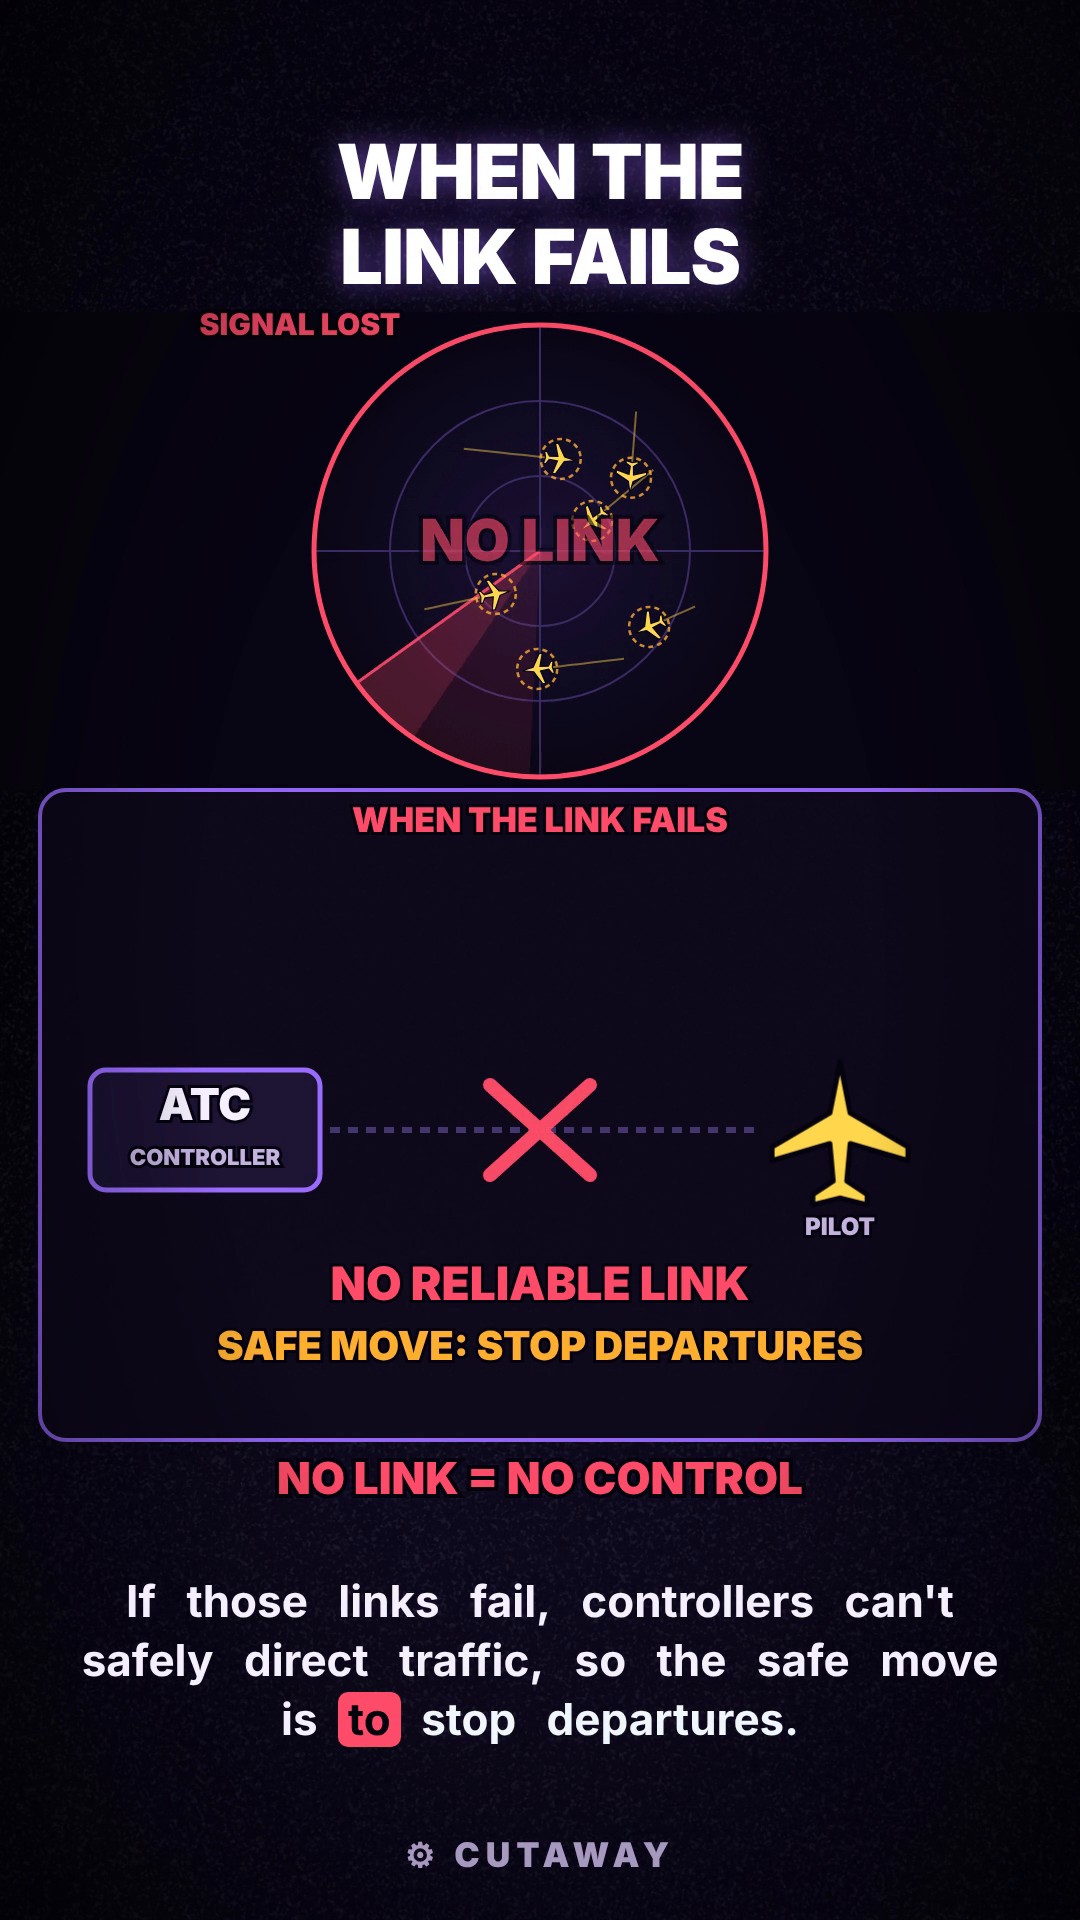 WHEN THE
LINK FAILS
SIGNAL LOST
NO LINK
WHEN THE LINK FAILS
ATC
CONTROLLER
PILOT
NO RELIABLE LINK
SAFE MOVE: STOP DEPARTURES
NO LINK = NO CONTROL
If those links fail, controllers can't
safely direct traffic, so the safe move
is to stop departures.
CUTAWAY